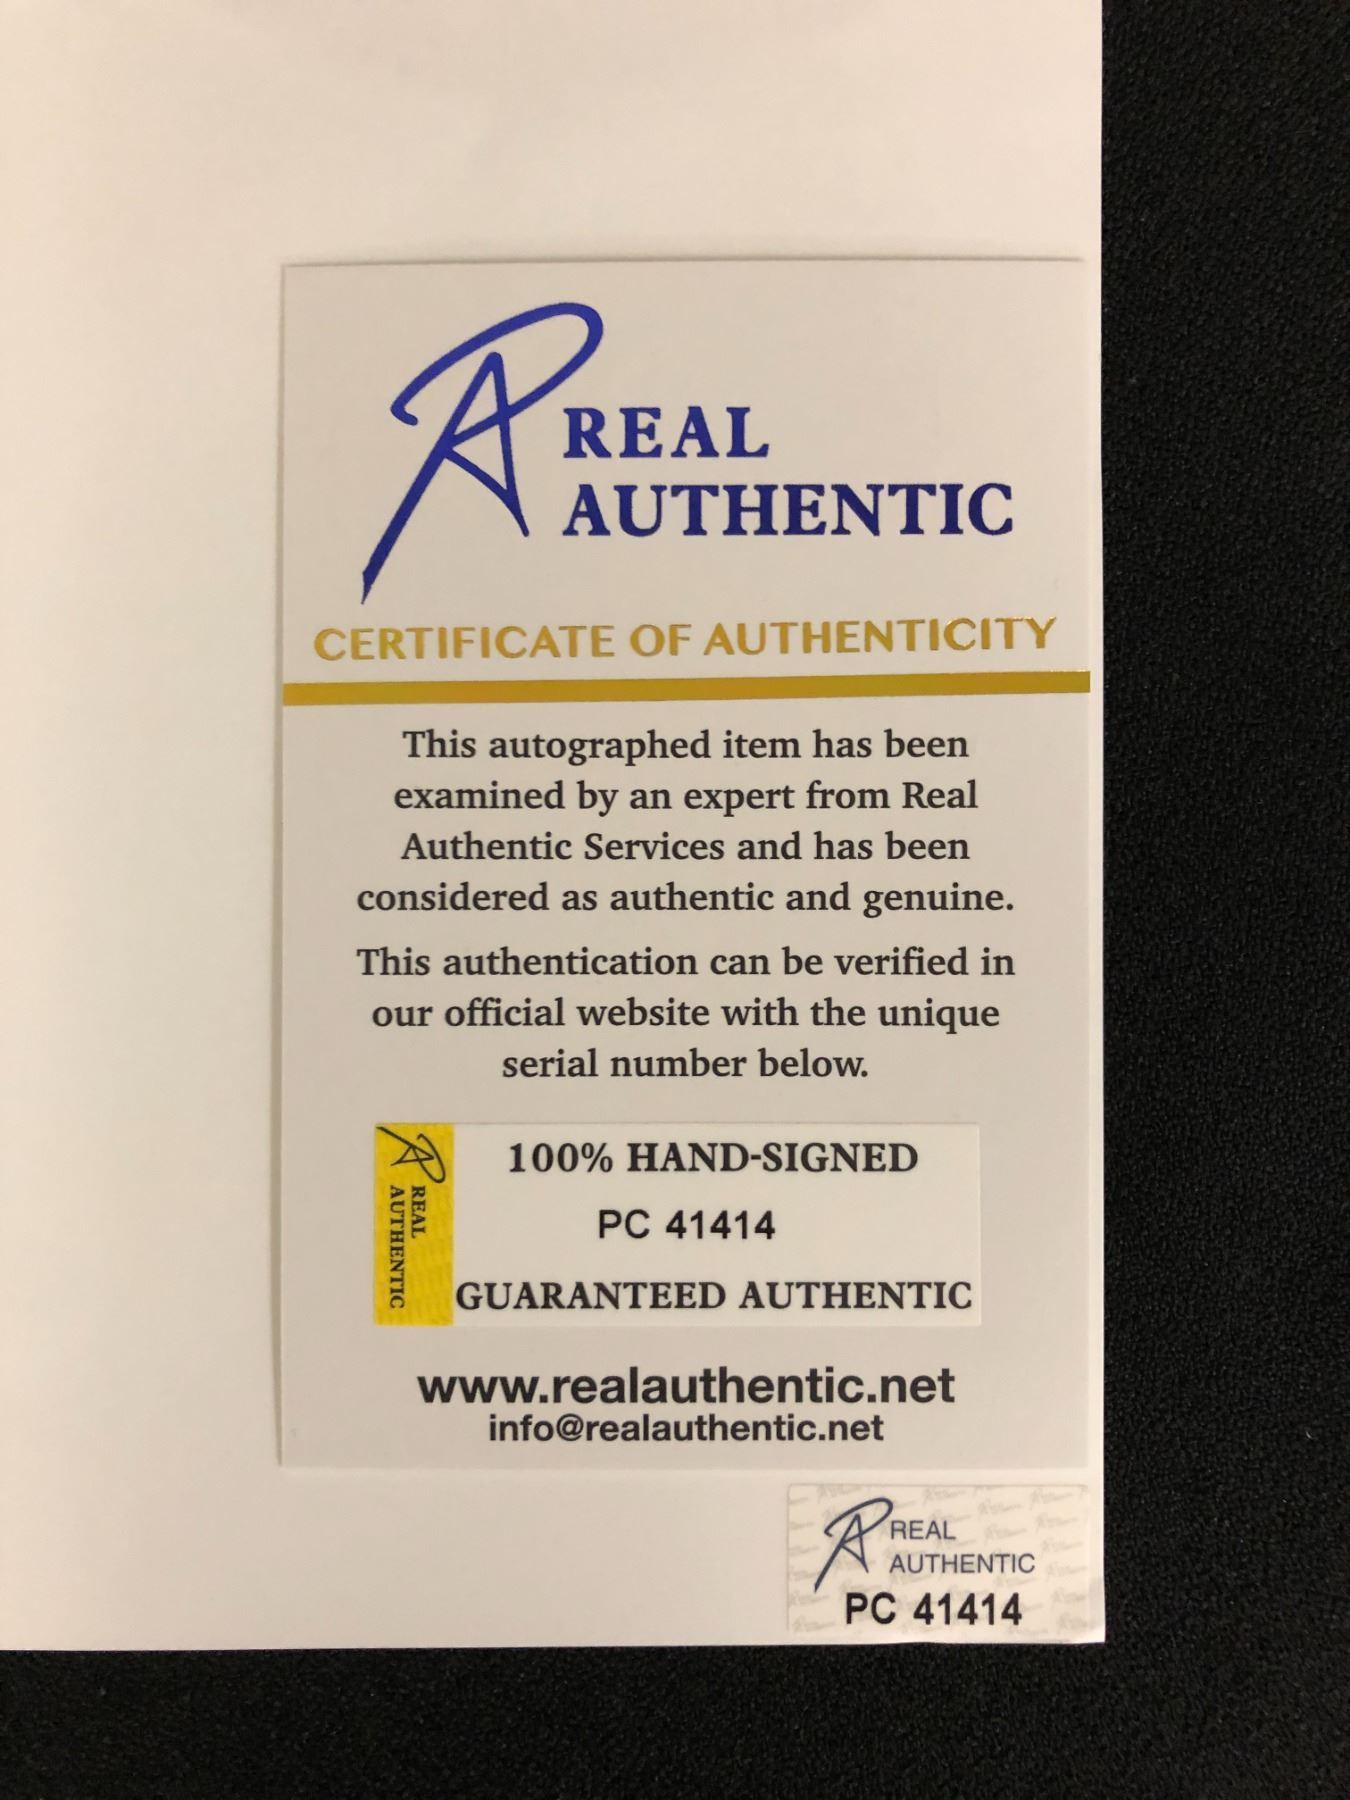 REAL
AUTHENTIC
CERTIFICATE OF AUTHENTICITY
This autographed item has been
examined by an expert from Real
Authentic Services and has been
considered as authentic and genuine.
This authentication can be verified in
our official website with the unique
serial number below.
REAL
AUTHENTIC
100% HAND-SIGNED
PC 41414
GUARANTEED AUTHENTIC
www.realauthentic.net
info@realauthentic.net
REAL
AUTHENTIC
PC 41414